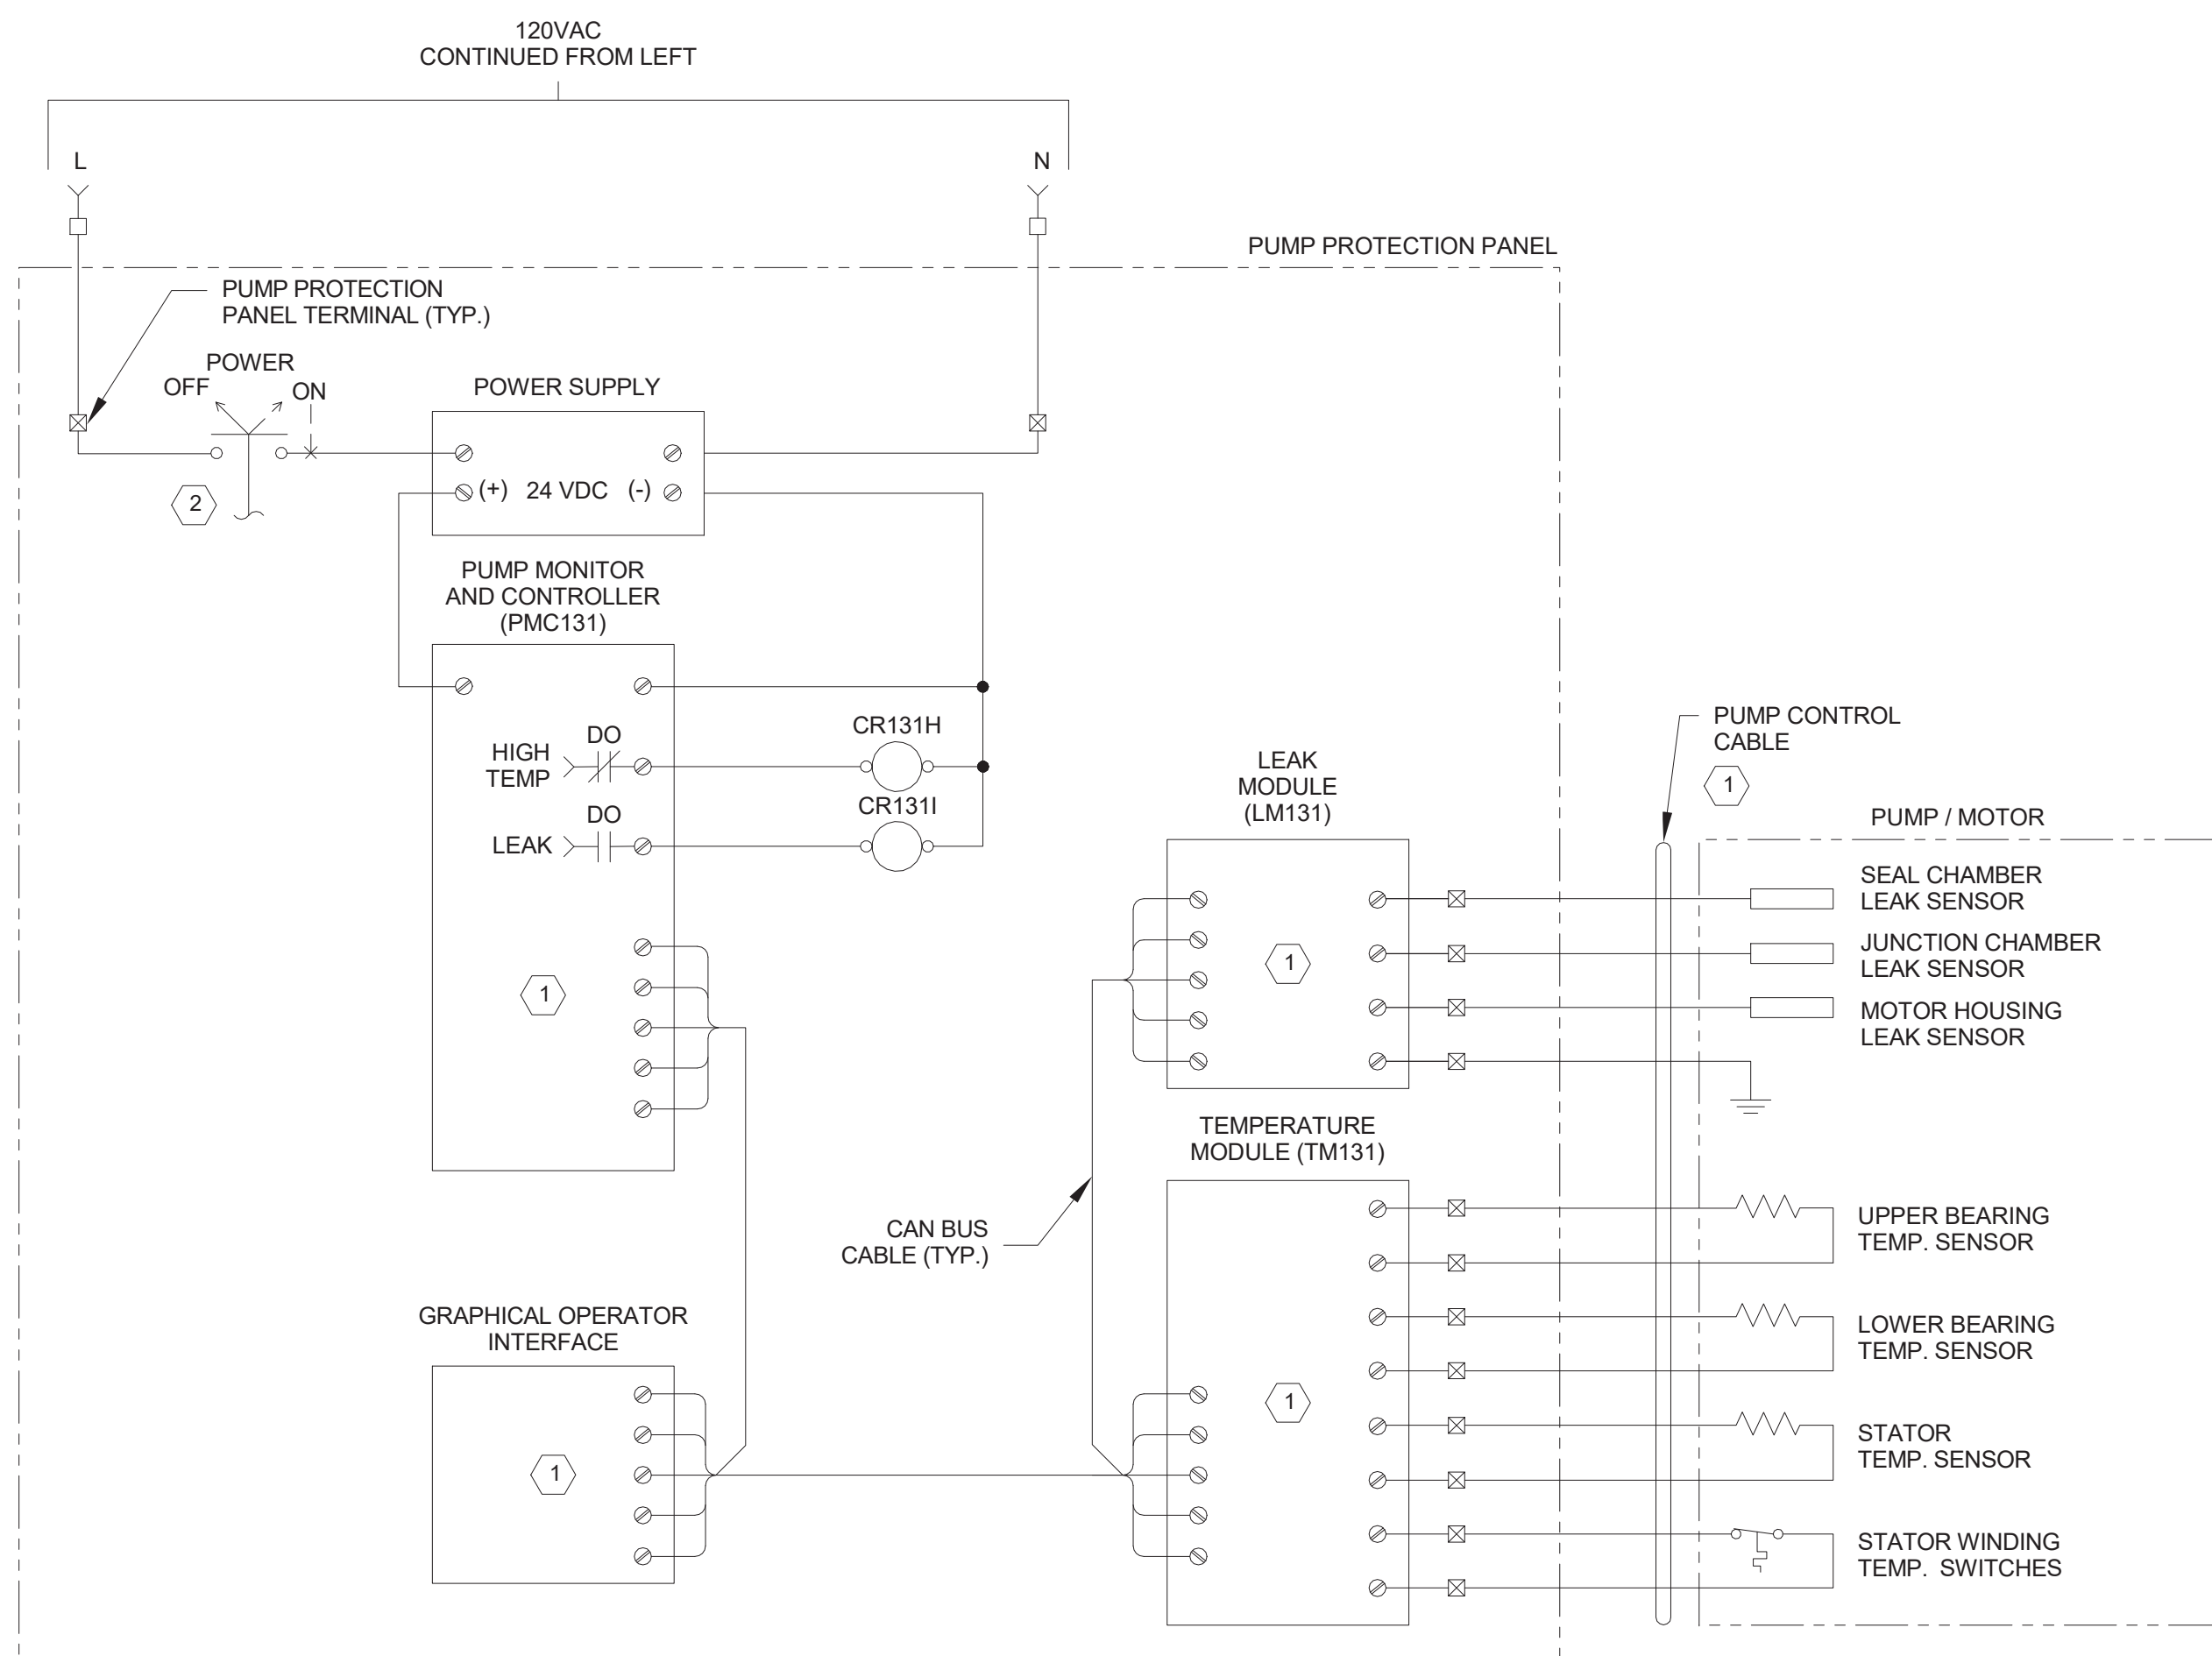 120VAC
CONTINUED FROM LEFT
L
N
PUMP PROTECTION PANEL
PUMP PROTECTION
PANEL TERMINAL (TYP.)
POWER
OFF
ON
2
POWER SUPPLY
(+) 24 VDC (-)
PUMP MONITOR
AND CONTROLLER
(PMC131)
HIGH
TEMP
DO
CR131H
LEAK
DO
CR131I
1
LEAK
MODULE
(LM131)
1
PUMP CONTROL
CABLE
1
PUMP / MOTOR
SEAL CHAMBER
LEAK SENSOR
JUNCTION CHAMBER
LEAK SENSOR
MOTOR HOUSING
LEAK SENSOR
TEMPERATURE
MODULE (TM131)
1
CAN BUS
CABLE (TYP.)
UPPER BEARING
TEMP. SENSOR
LOWER BEARING
TEMP. SENSOR
STATOR
TEMP. SENSOR
STATOR WINDING
TEMP. SWITCHES
GRAPHICAL OPERATOR
INTERFACE
1